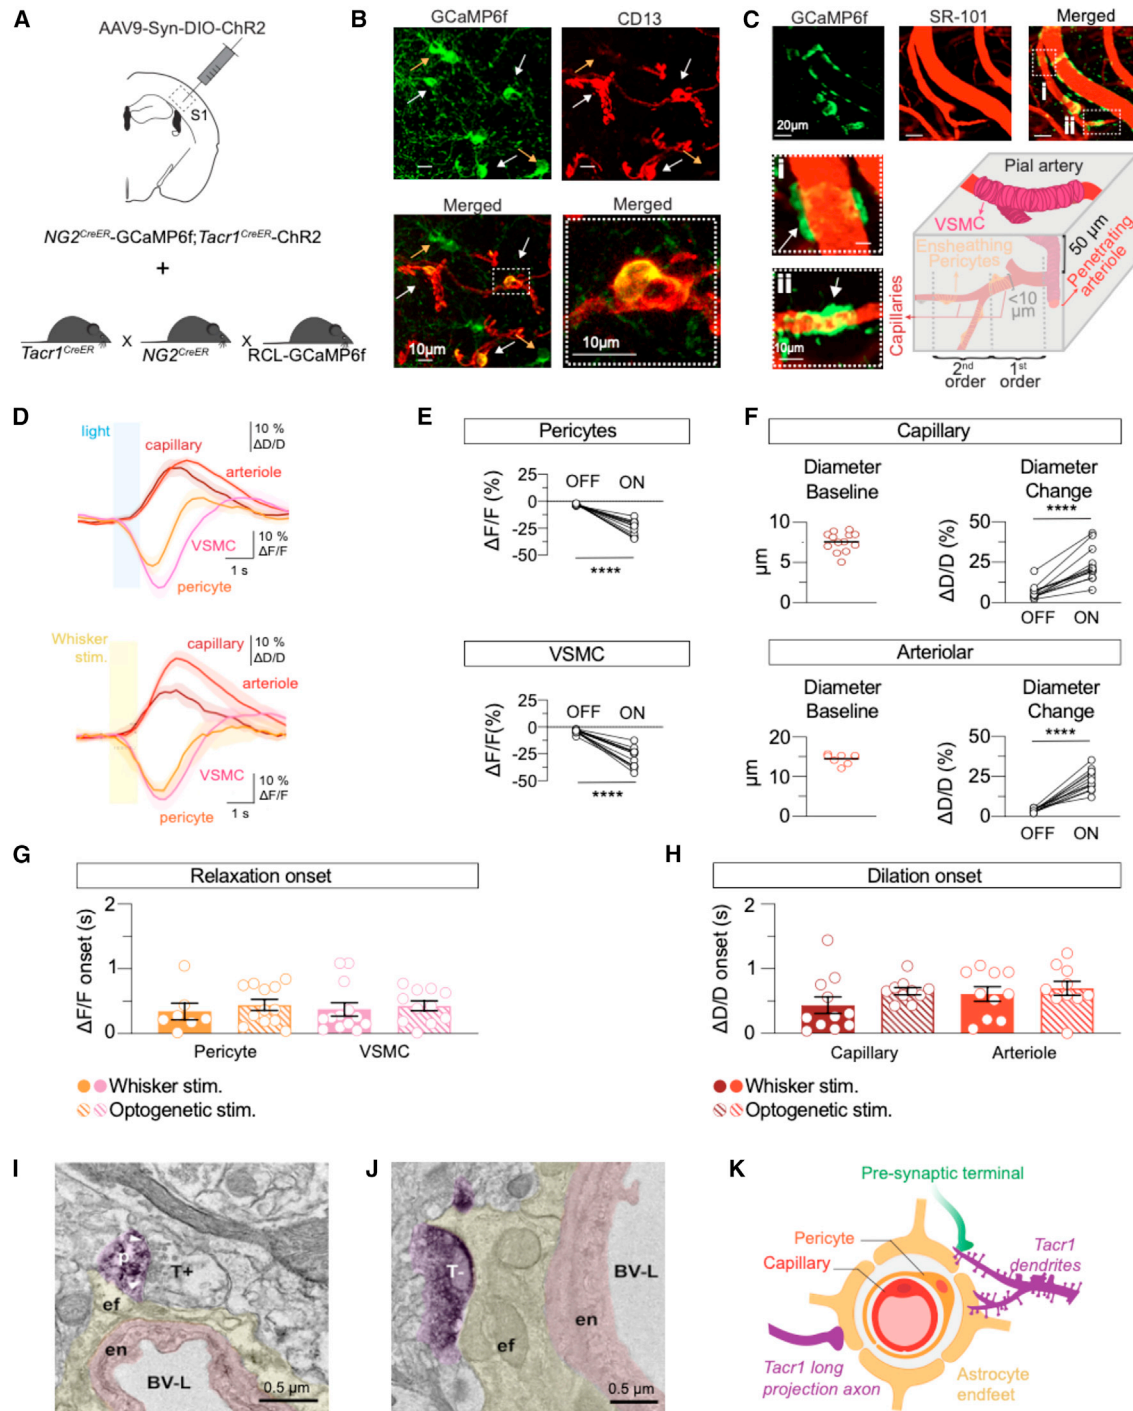 A
AAV9-Syn-DIO-ChR2
S1
NG2CreER-GCaMP6f;Tacr1CreER-ChR2
+
Tacr1CreER X NG2CreER X RCL-GCaMP6f
B
GCaMP6f CD13
Merged Merged
10µm 10µm
C
GCaMP6f SR-101 Merged
20µm
i
ii
i
Pial artery
VSMC
50 µm
Ensheathing
Pericytes
Penetrating
arteriole
<10
µm
ii
10µm
Capillaries
2nd
order
1st
order
D
light
10 %
ΔD/D
capillary
arteriole
VSMC
10 %
ΔF/F
1 s
pericyte
Whisker
stim.
capillary
10 %
ΔD/D
arteriole
VSMC
10 %
ΔF/F
1 s
pericyte
E
Pericytes
25
0
-25
-50
ΔF/F (%)
OFF ON
****
VSMC
25
0
-25
-50
ΔF/F(%)
OFF ON
****
F
Capillary
Diameter
Baseline
10
5
0
µm
Diameter
Change
****
50
25
0
ΔD/D (%)
OFF ON
Arteriolar
Diameter
Baseline
20
10
0
µm
Diameter
Change
****
50
25
0
ΔD/D (%)
OFF ON
G
Relaxation onset
2
1
0
ΔF/F onset (s)
Pericyte VSMC
Whisker stim.
Optogenetic stim.
H
Dilation onset
2
1
0
ΔD/D onset (s)
Capillary Arteriole
Whisker stim.
Optogenetic stim.
I
T+
ef
en
BV-L
0.5 µm
J
T-
BV-L
en
ef
0.5 µm
K
Pre-synaptic terminal
Pericyte
Capillary
Tacr1
dendrites
Tacr1 long
projection axon
Astrocyte
endfeet